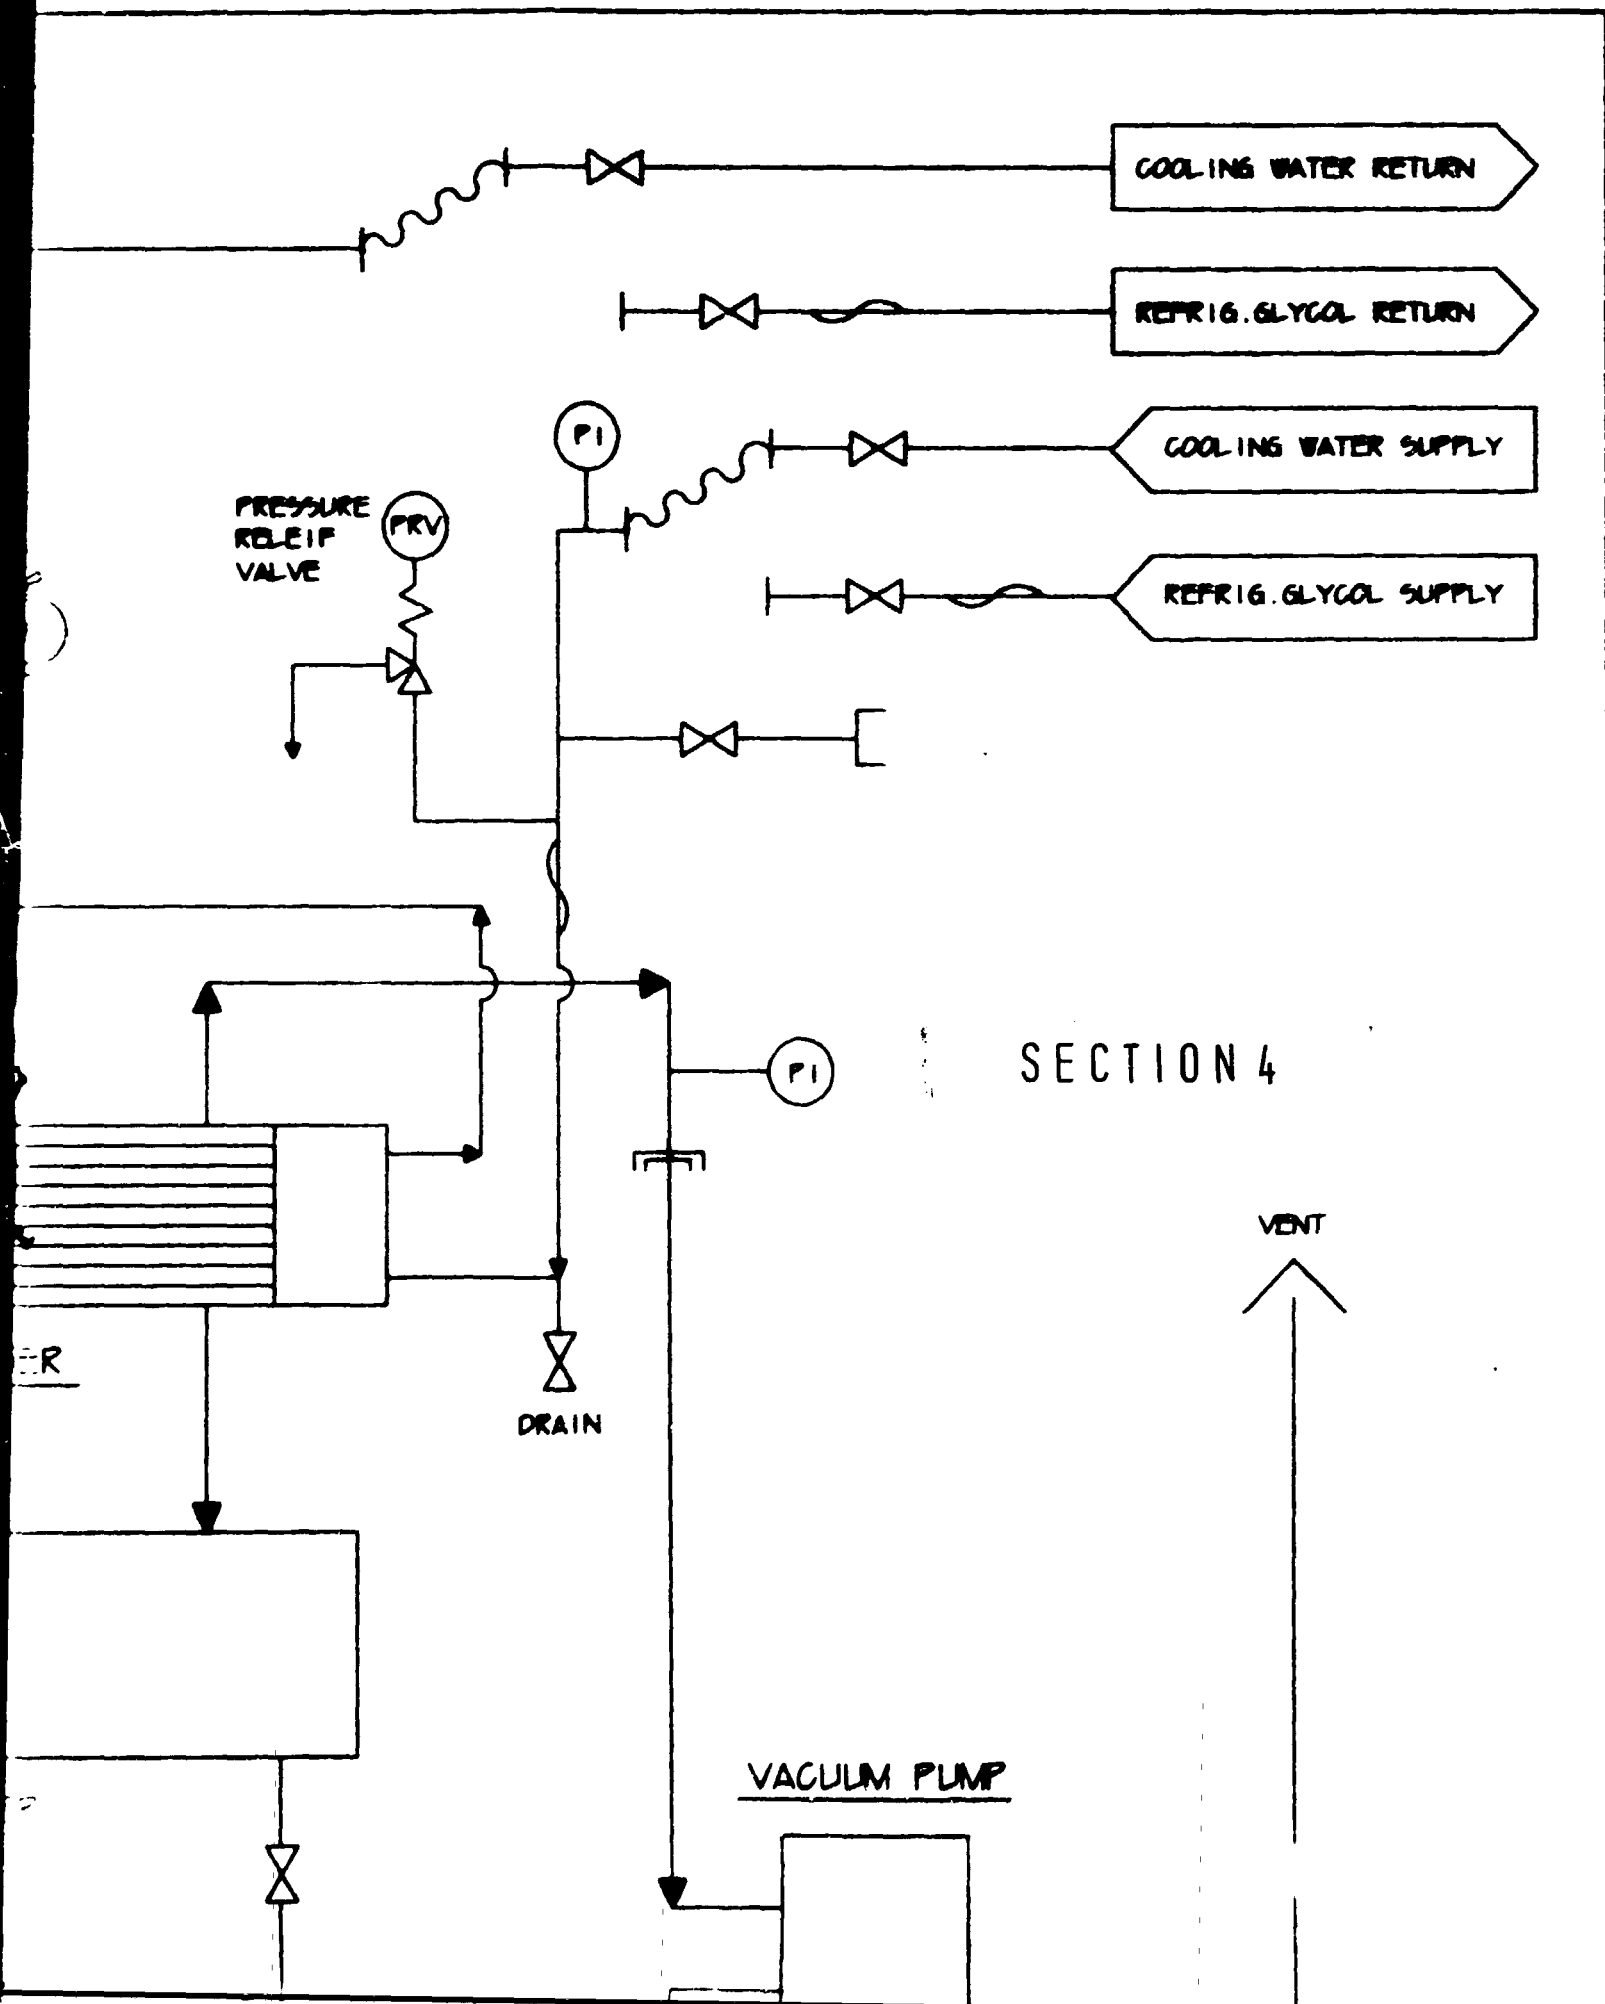 COOLING WATER RETURN
REFRIG.GLYCOL RETURN
PI
COOLING WATER SUPPLY
PRESSURE
RELEIF
VALVE
PRV
REFRIG.GLYCOL SUPPLY
PI
SECTION 4
VENT
DRAIN
VACUUM PUMP